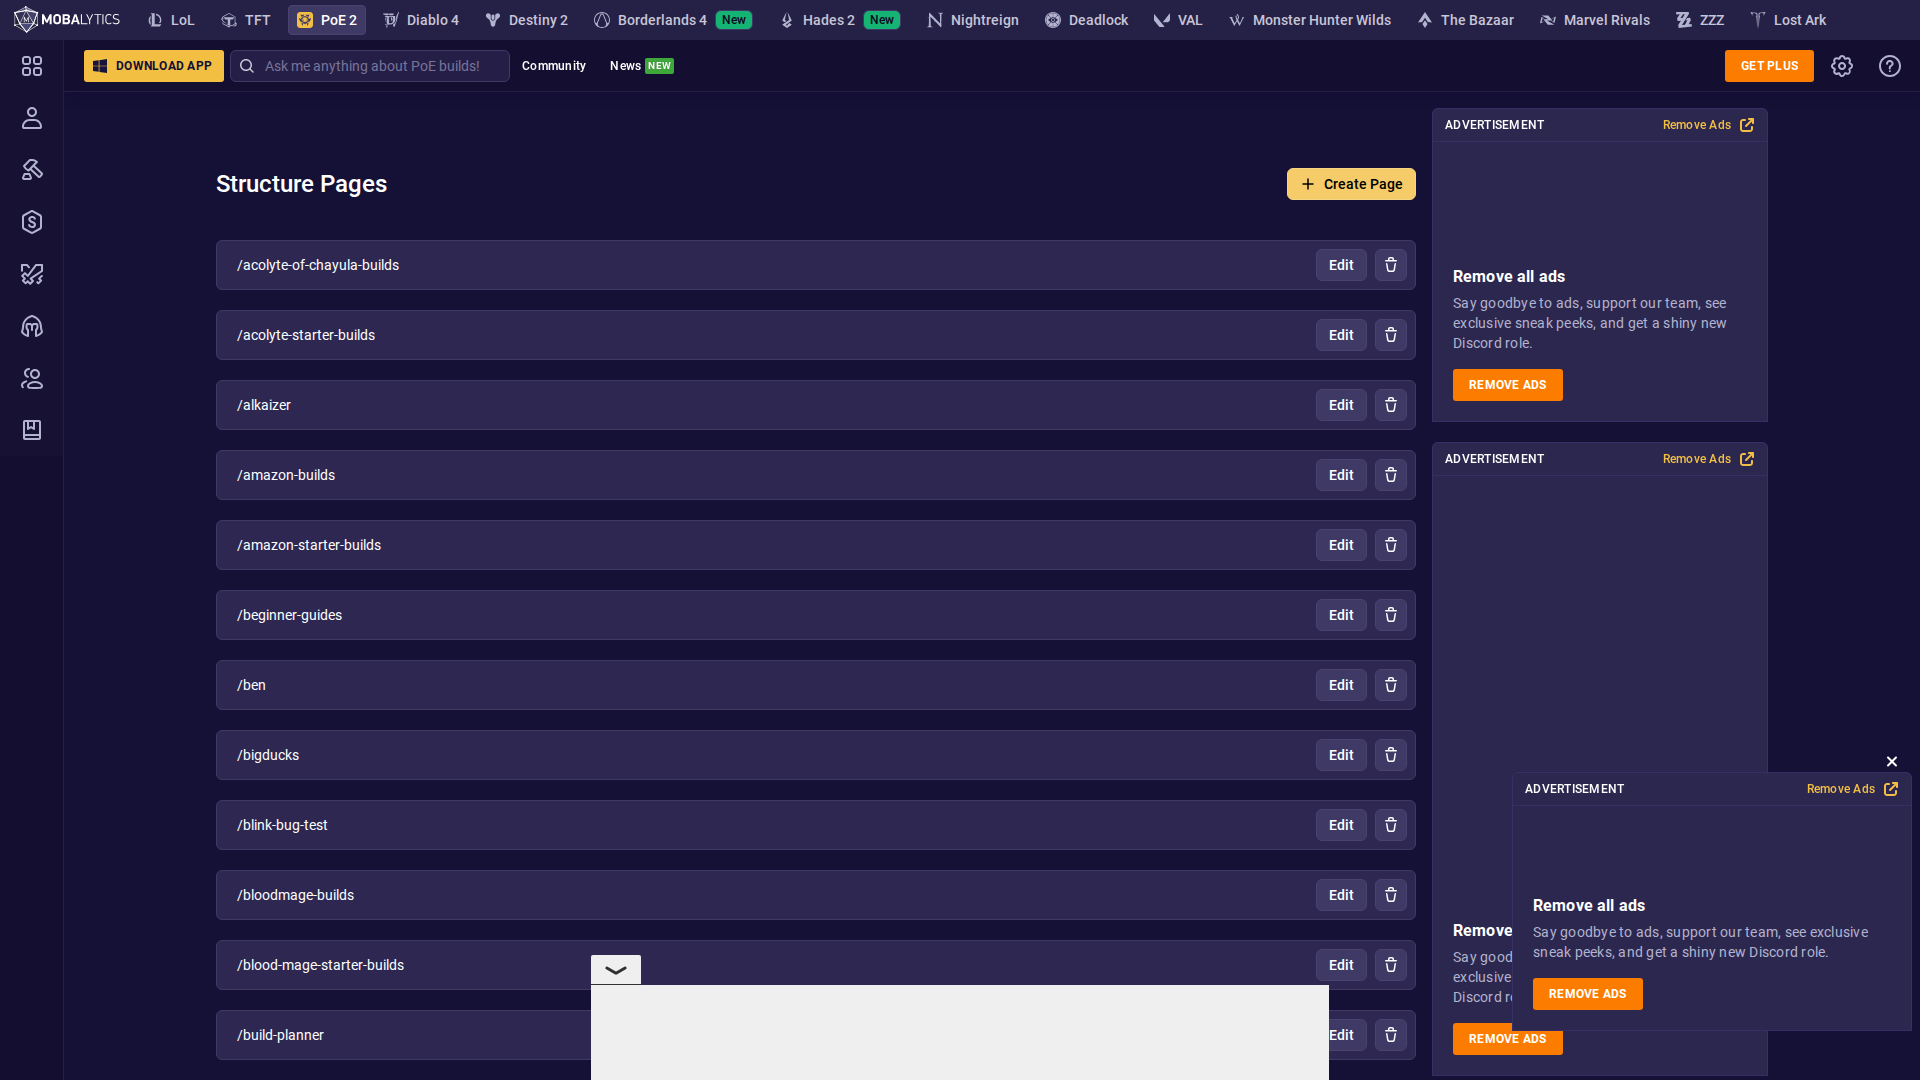 MOBALYTICS LoL TFT PoE 2 Diablo 4 Destiny 2 Borderlands 4 New Hades 2 New Nightreign Deadlock VAL Monster Hunter Wilds The Bazaar Marvel Rivals ZZZ Lost Ark
DOWNLOAD APP Ask me anything about PoE builds! Community News NEW GET PLUS
Structure Pages
Create Page
/acolyte-of-chayula-builds Edit
/acolyte-starter-builds Edit
/alkaizer Edit
/amazon-builds Edit
/amazon-starter-builds Edit
/beginner-guides Edit
/ben Edit
/bigducks Edit
/blink-bug-test Edit
/bloodmage-builds Edit
/blood-mage-starter-builds Edit
/build-planner Edit
ADVERTISEMENT Remove Ads
Remove all ads
Say goodbye to ads, support our team, see
exclusive sneak peeks, and get a shiny new
Discord role.
REMOVE ADS
ADVERTISEMENT Remove Ads
Remove
Say good
exclusive
Discord r
REMOVE ADS
ADVERTISEMENT Remove Ads
Remove all ads
Say goodbye to ads, support our team, see exclusive
sneak peeks, and get a shiny new Discord role.
REMOVE ADS